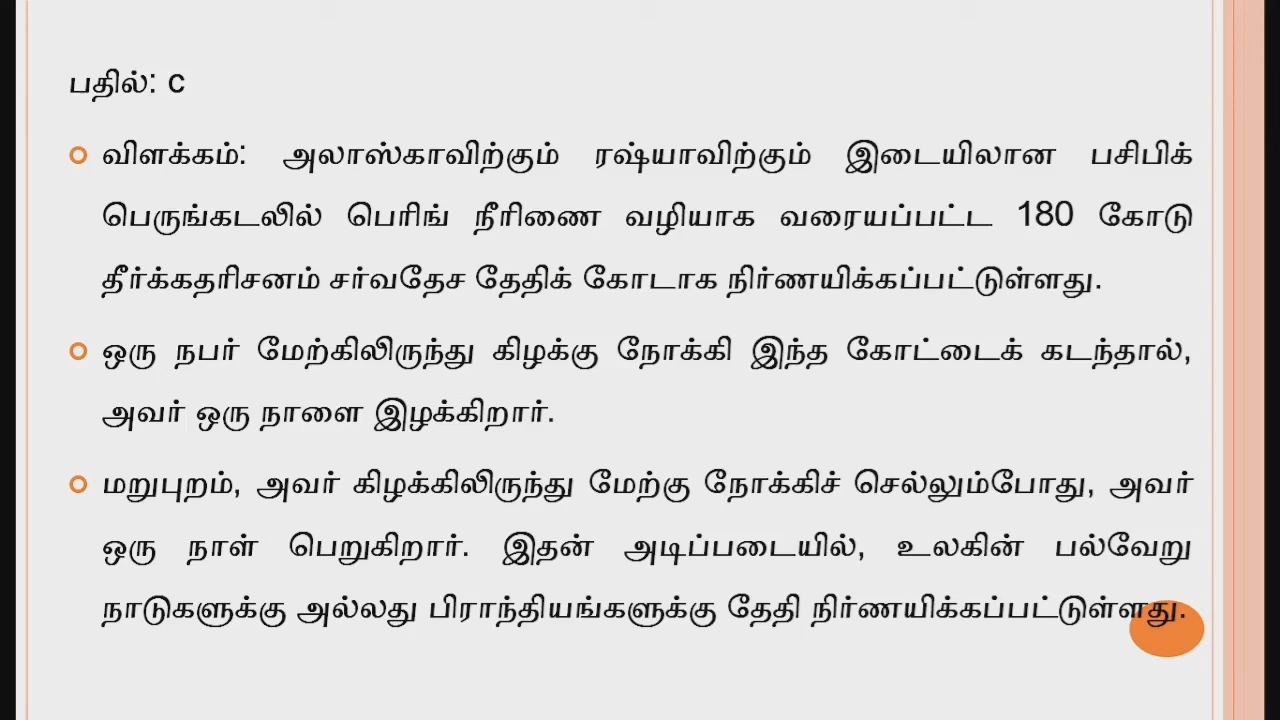 பதில்: c
விளக்கம்: அலாஸ்காவிற்கும் ரஷ்யாவிற்கும் இடையிலான பசிபிக்
பெருங்கடலில் பெரிங் நீரிணை வழியாக வரையப்பட்ட 180 கோடு
தீர்க்கதரிசனம் சர்வதேச தேதிக் கோடாக நிர்ணயிக்கப்பட்டுள்ளது.
ஒரு நபர் மேற்கிலிருந்து கிழக்கு நோக்கி இந்த கோட்டைக் கடந்தால்,
அவர் ஒரு நாளை இழக்கிறார்.
மறுபுறம், அவர் கிழக்கிலிருந்து மேற்கு நோக்கிச் செல்லும்போது, அவர்
ஒரு நாள் பெறுகிறார். இதன் அடிப்படையில், உலகின் பல்வேறு
நாடுகளுக்கு அல்லது பிராந்தியங்களுக்கு தேதி நிர்ணயிக்கப்பட்டுள்ளது.